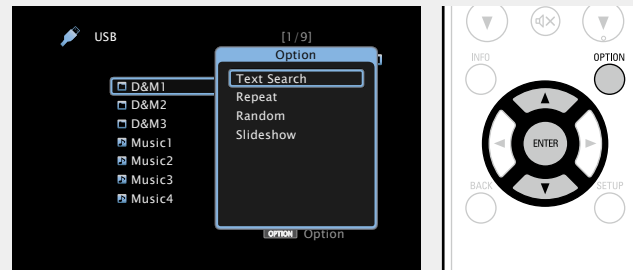 USB
[1/9]
Option
Text Search
Repeat
Random
Slideshow
D&M1
D&M2
D&M3
Music1
Music2
Music3
Music4
OPTION Option
INFO
OPTION
ENTER
BACK
SETUP